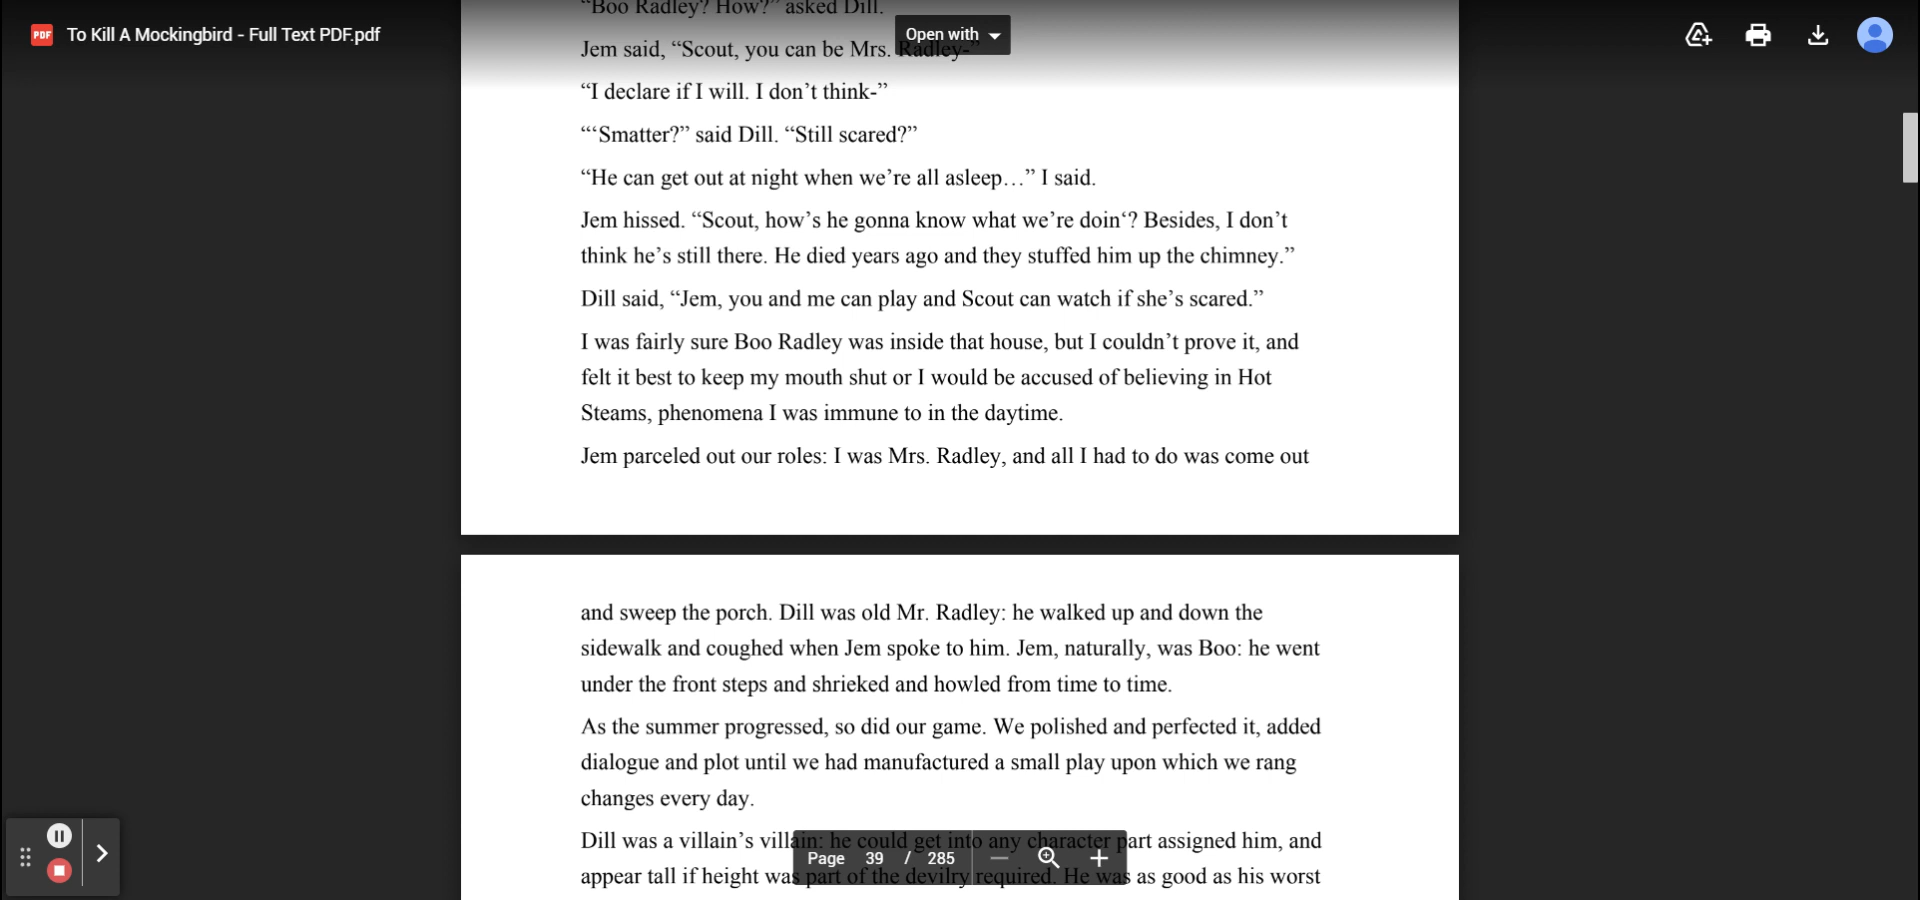 To Kill A Mockingbird - Full Text PDF.pdf
Open with
“Boo Radley? How?” asked Dill.
Jem said, “Scout, you can be Mrs. Radley-”
“I declare if I will. I don’t think-”
“‘Smatter?” said Dill. “Still scared?”
“He can get out at night when we’re all asleep…” I said.
Jem hissed. “Scout, how’s he gonna know what we’re doin‘? Besides, I don’t
think he’s still there. He died years ago and they stuffed him up the chimney.”
Dill said, “Jem, you and me can play and Scout can watch if she’s scared.”
I was fairly sure Boo Radley was inside that house, but I couldn’t prove it, and
felt it best to keep my mouth shut or I would be accused of believing in Hot
Steams, phenomena I was immune to in the daytime.
Jem parceled out our roles: I was Mrs. Radley, and all I had to do was come out
and sweep the porch. Dill was old Mr. Radley: he walked up and down the
sidewalk and coughed when Jem spoke to him. Jem, naturally, was Boo: he went
under the front steps and shrieked and howled from time to time.
As the summer progressed, so did our game. We polished and perfected it, added
dialogue and plot until we had manufactured a small play upon which we rang
changes every day.
Dill was a villain’s villain: he could get into any character part assigned him, and
appear tall if height was part of the devilry required. He was as good as his worst
Page 39 / 285
PDF